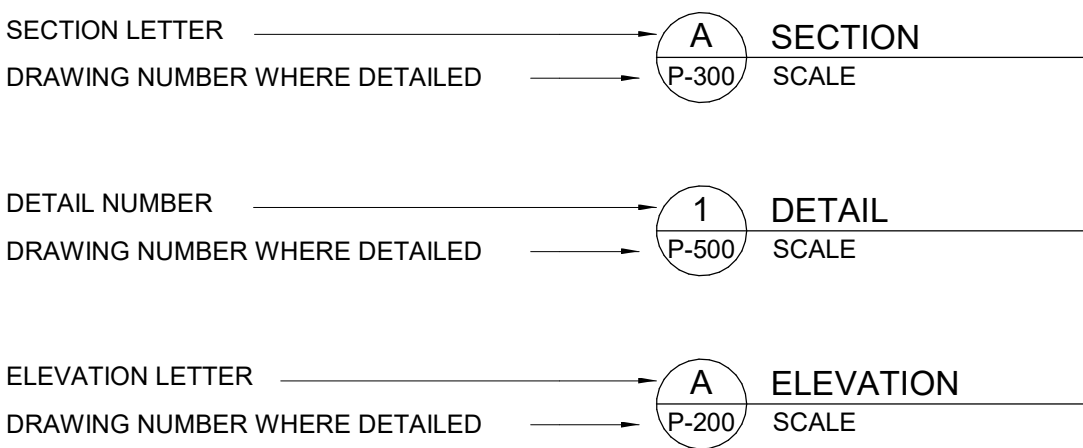 SECTION LETTER A SECTION
DRAWING NUMBER WHERE DETAILED P-300 SCALE
DETAIL NUMBER 1 DETAIL
DRAWING NUMBER WHERE DETAILED P-500 SCALE
ELEVATION LETTER A ELEVATION
DRAWING NUMBER WHERE DETAILED P-200 SCALE